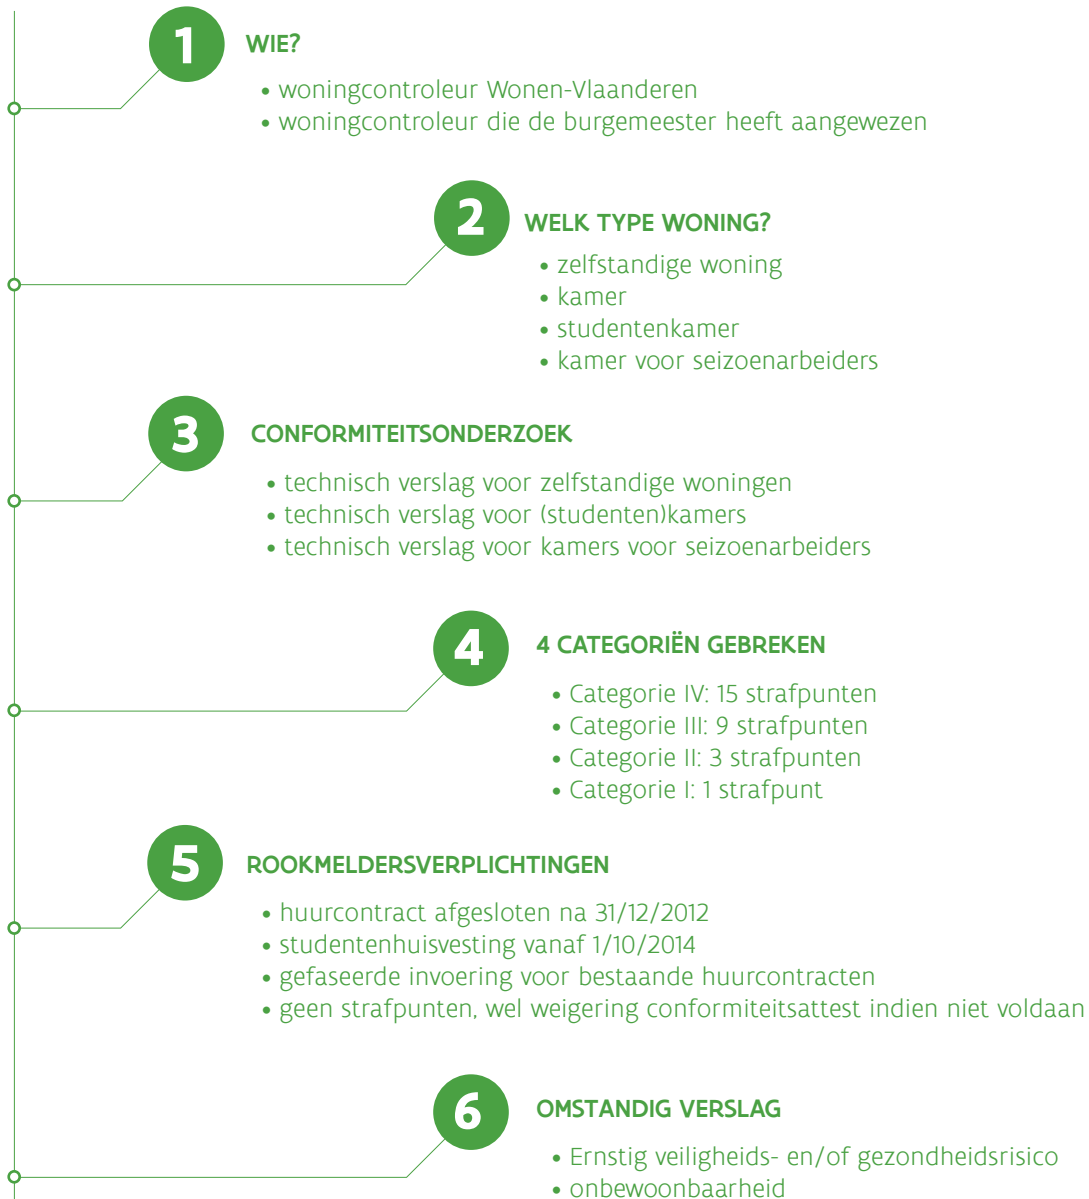 1
WIE?
• woningcontroleur Wonen-Vlaanderen
• woningcontroleur die de burgemeester heeft aangewezen
2
WELK TYPE WONING?
• zelfstandige woning
• kamer
• studentenkamer
• kamer voor seizoenarbeiders
3
CONFORMITEITSONDERZOEK
• technisch verslag voor zelfstandige woningen
• technisch verslag voor (studenten)kamers
• technisch verslag voor kamers voor seizoenarbeiders
4
4 CATEGORIËN GEBREKEN
• Categorie IV: 15 strafpunten
• Categorie III: 9 strafpunten
• Categorie II: 3 strafpunten
• Categorie I: 1 strafpunt
5
ROOKMELDERSVERPLICHTINGEN
• huurcontract afgesloten na 31/12/2012
• studentenhuisvesting vanaf 1/10/2014
• gefaseerde invoering voor bestaande huurcontracten
• geen strafpunten, wel weigering conformiteitsattest indien niet voldaan
6
OMSTANDIG VERSLAG
• Ernstig veiligheids- en/of gezondheidsrisico
• onbewoonbaarheid